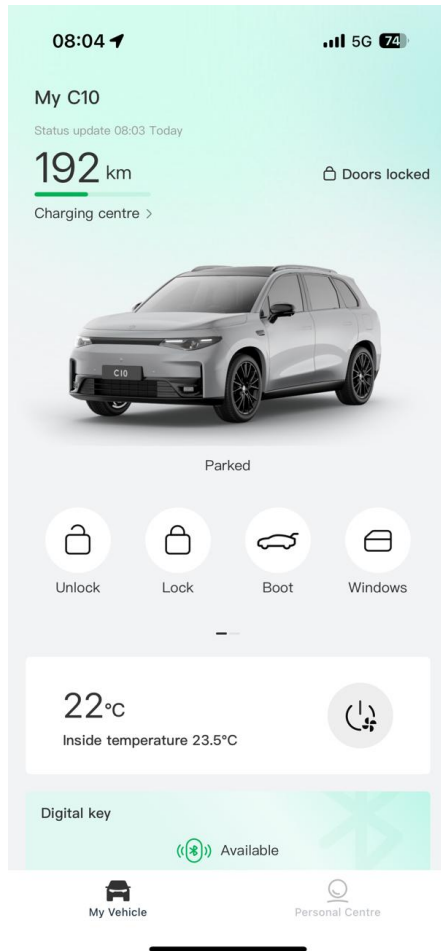 08:04 5G 74
My C10
Status update 08:03 Today
192 km
Doors locked
Charging centre >
C10
Parked
Unlock Lock Boot Windows
22°C
Inside temperature 23.5°C
Digital key
Available
My Vehicle Personal Centre